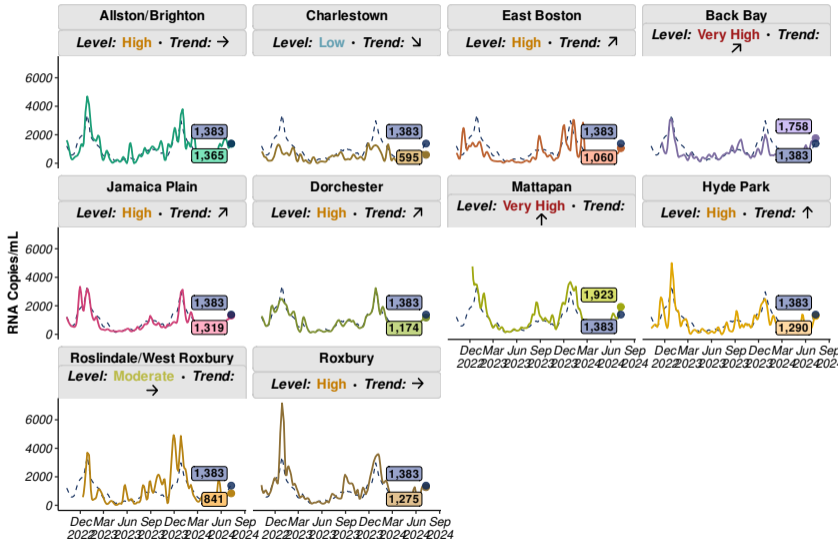 Allston/Brighton
Level: High • Trend: →
Charlestown
Level: Low • Trend: ↘
East Boston
Level: High • Trend: ↗
Back Bay
Level: Very High • Trend:
↗
6000
4000
2000
0
1,383
1,365
1,383
595
1,383
1,060
1,758
1,383
Jamaica Plain
Level: High • Trend: ↗
Dorchester
Level: High • Trend: ↗
Mattapan
Level: Very High • Trend:
↑
Hyde Park
Level: High • Trend: ↑
RNA Copies/mL
6000
4000
2000
0
1,383
1,319
1,383
1,174
1,923
1,383
1,383
1,290
Dec Mar Jun Sep Dec Mar Jun Sep
2022 2023 2023 2023 2023 2024 2024 2024
Dec Mar Jun Sep Dec Mar Jun Sep
2022 2023 2023 2023 2023 2024 2024 202
Roslindale/West Roxbury
Level: Moderate • Trend:
→
Roxbury
Level: High • Trend: →
6000
4000
2000
0
1,383
841
1,383
1,275
Dec Mar Jun Sep Dec Mar Jun Sep
2022 2023 2023 2023 2023 2024 2024 2024
Dec Mar Jun Sep Dec Mar Jun Sep
2022 2023 2023 2023 2023 2024 2024 2024